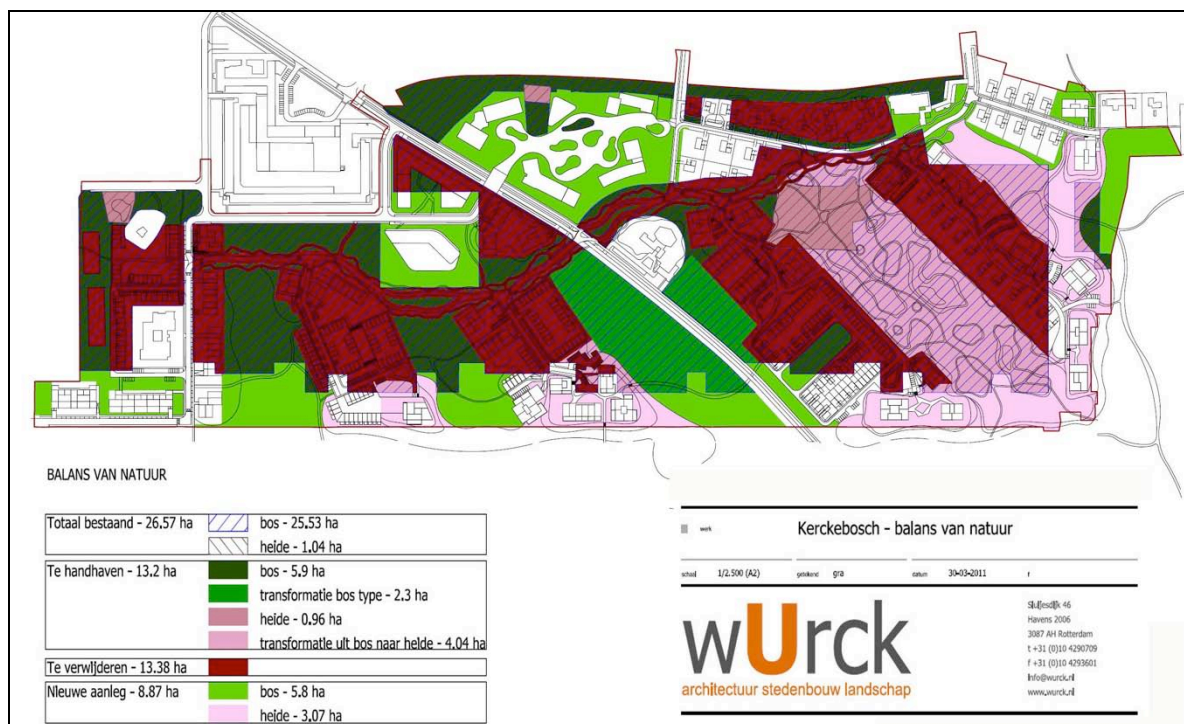 BALANS VAN NATUUR
Totaal bestaand - 26.57 ha bos - 25.53 ha
heide - 1.04 ha
Te handhaven - 13.2 ha bos - 5.9 ha
transformatie bos type - 2.3 ha
heide - 0.96 ha
transformatie uit bos naar heide - 4.04 ha
Te verwijderen - 13.38 ha
Nieuwe aanleg - 8.87 ha bos - 5.8 ha
heide - 3.07 ha
werk Kerckebosch - balans van natuur
schaal 1/2.500 (A2) getekend gra datum 30-03-2011 f
wUrck
architectuur stedenbouw landschap
Sluisjesdijk 46
Havens 2006
3087 AH Rotterdam
t +31 (0)10 4290709
f +31 (0)10 4293601
info@wurck.nl
www.wurck.nl